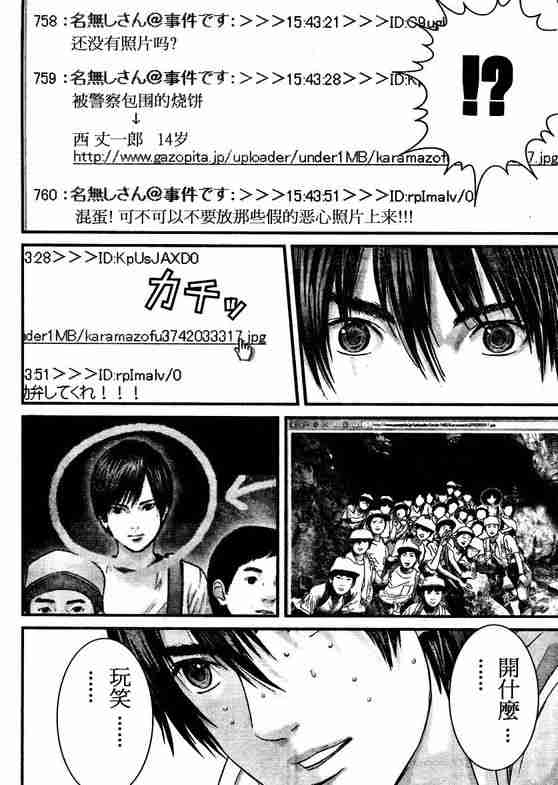 758：名無しさん@事件です：>>>15:43:21>>>ID:
还没有照片吗?
!?
759：名無しさん@事件です：>>>15:43:28>>>ID:
被警察包围的烧饼
↓
西 丈一郎 14岁
http://www.gazopita.jp/uploader/under1MB/karamazof
7.jpg
760：名無しさん@事件です：>>>15:43:51>>>ID:rpImalv/0
混蛋! 可不可以不要放那些假的恶心照片上来!!!
3:28>>>ID:KpUsJAXD0
カチッ
der1MB/karamazofu3742033317.jpg
3:51>>>ID:rpImalv/0
弁してくれ！！！
開什麼……
……玩笑……